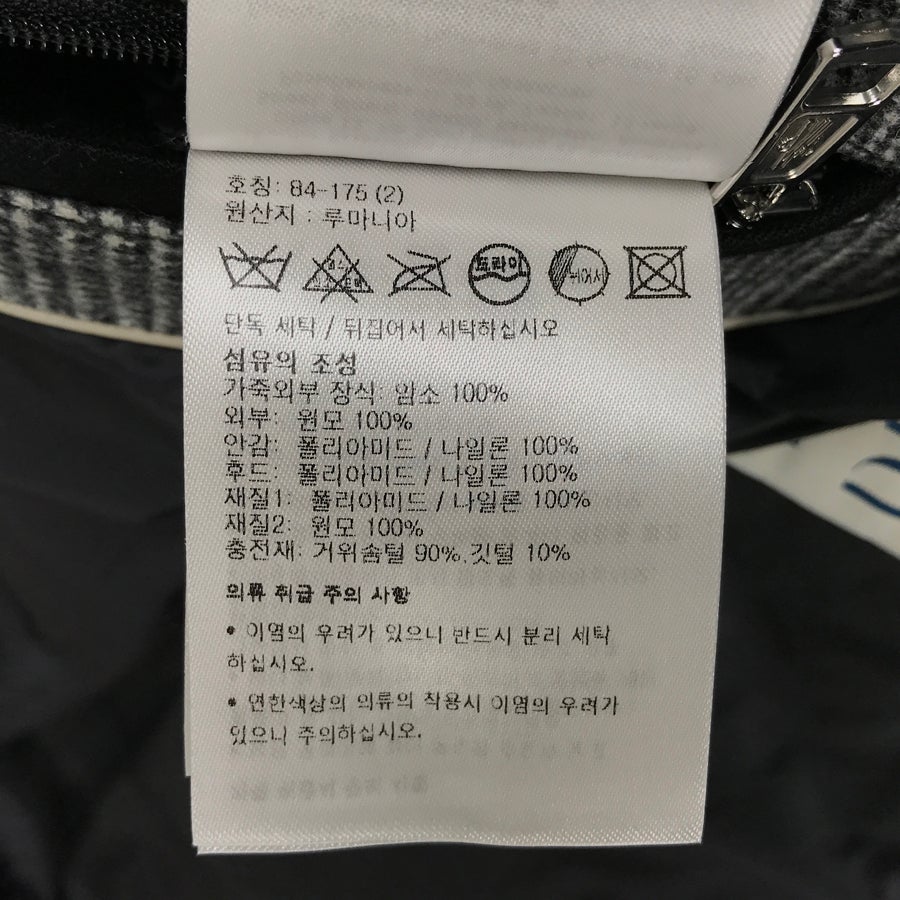 호칭: 84-175 (2)
원산지 : 루마니아
드라이
단독 세탁 / 뒤집어서 세탁하십시오
섬유의 조성
가죽외부 장식: 암소 100%
외부: 원모 100%
안감: 폴리아미드 / 나일론 100%
후드: 폴리아미드 / 나일론 100%
재질1: 폴리아미드 / 나일론 100%
재질2: 원모 100%
충전재: 거위솜털 90%,깃털 10%
의류 취급 주의 사항
• 이염의 우려가 있으니 반드시 분리 세탁
하십시오.
• 연한색상의 의류의 착용시 이염의 우려가
있으니 주의하십시오.